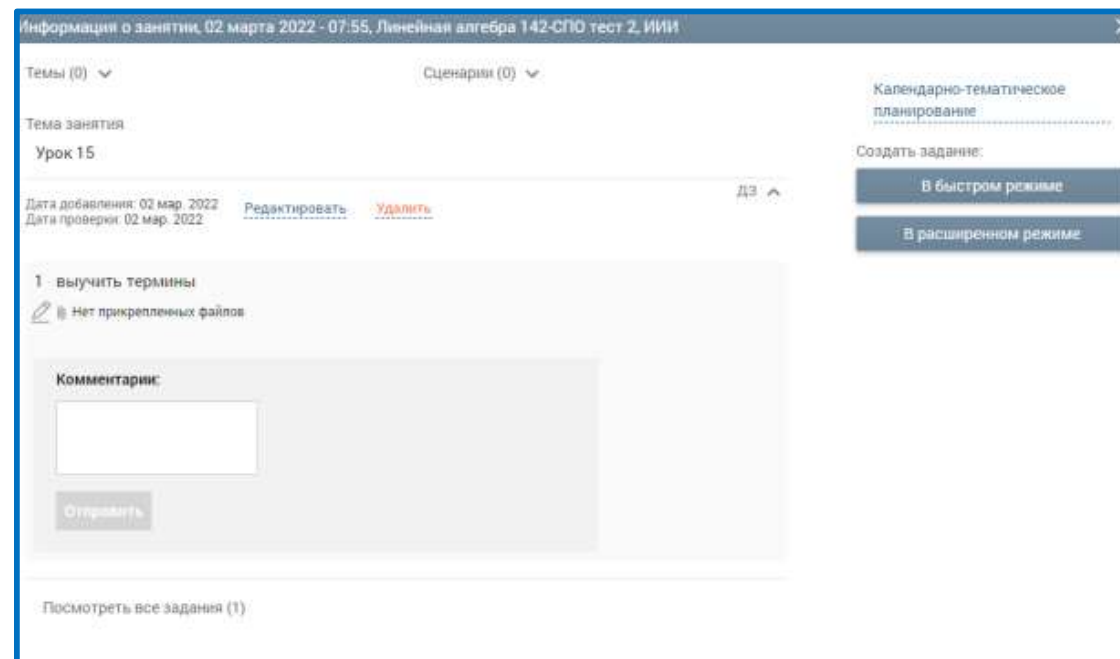 Информация о занятии, 02 марта 2022 - 07:55, Линейная алгебра 142-СПО тест 2, ИИИ
Темы (0)
Сценарии (0)
Календарно-тематическое
планирование
Тема занятия
Урок 15
Создать задание:
В быстром режиме
В расширенном режиме
ДЗ
Дата добавления: 02 мар. 2022
Дата проверки: 02 мар. 2022
Редактировать
Удалить
1 выучить термины
Нет прикрепленных файлов
Комментарии:
Отправить
Посмотреть все задания (1)